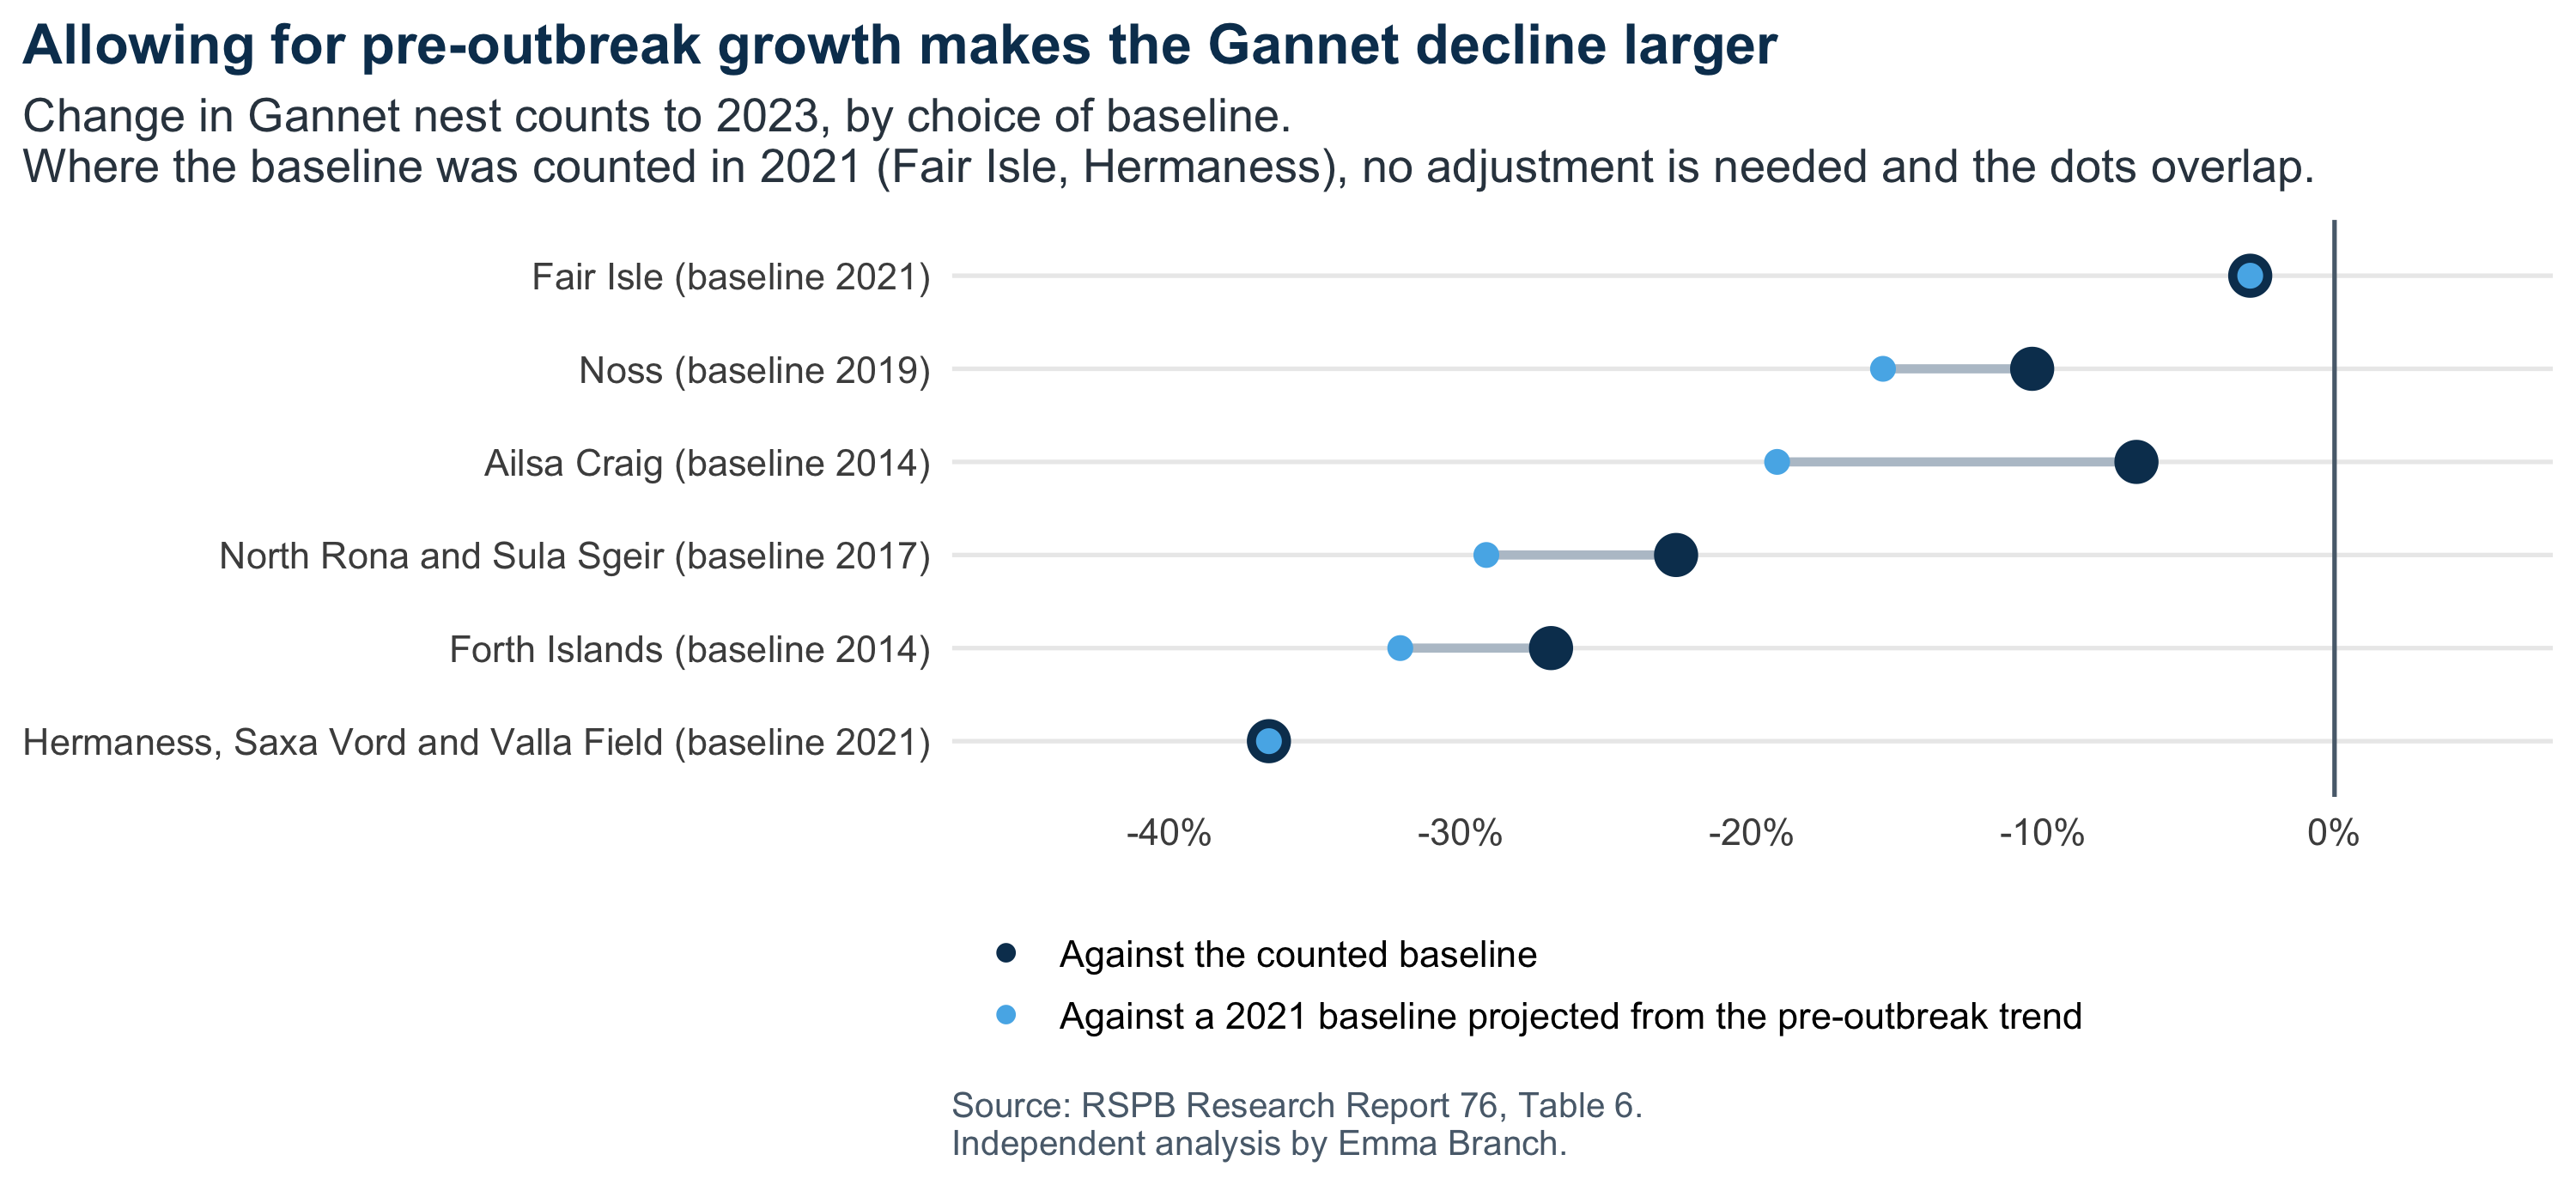 Allowing for pre-outbreak growth makes the Gannet decline larger
Change in Gannet nest counts to 2023, by choice of baseline.
Where the baseline was counted in 2021 (Fair Isle, Hermaness), no adjustment is needed and the dots overlap.
Fair Isle (baseline 2021)
Noss (baseline 2019)
Ailsa Craig (baseline 2014)
North Rona and Sula Sgeir (baseline 2017)
Forth Islands (baseline 2014)
Hermaness, Saxa Vord and Valla Field (baseline 2021)
-40% -30% -20% -10% 0%
Against the counted baseline
Against a 2021 baseline projected from the pre-outbreak trend
Source: RSPB Research Report 76, Table 6.
Independent analysis by Emma Branch.